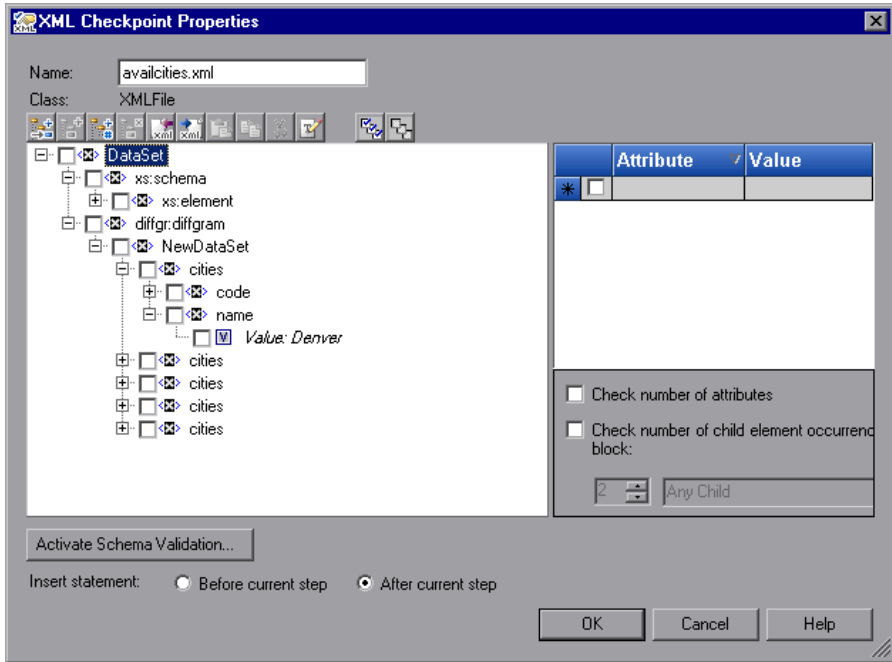 XML Checkpoint Properties
Name: availcities.xml
Class: XMLFile
DataSet
Attribute / Value
xs:schema
xs:element
diffgr:diffgram
NewDataSet
cities
code
name
V Value: Denver
cities
cities
cities
cities
Check number of attributes
Check number of child element occurrenc
block:
2 Any Child
Activate Schema Validation...
Insert statement: Before current step After current step
OK Cancel Help